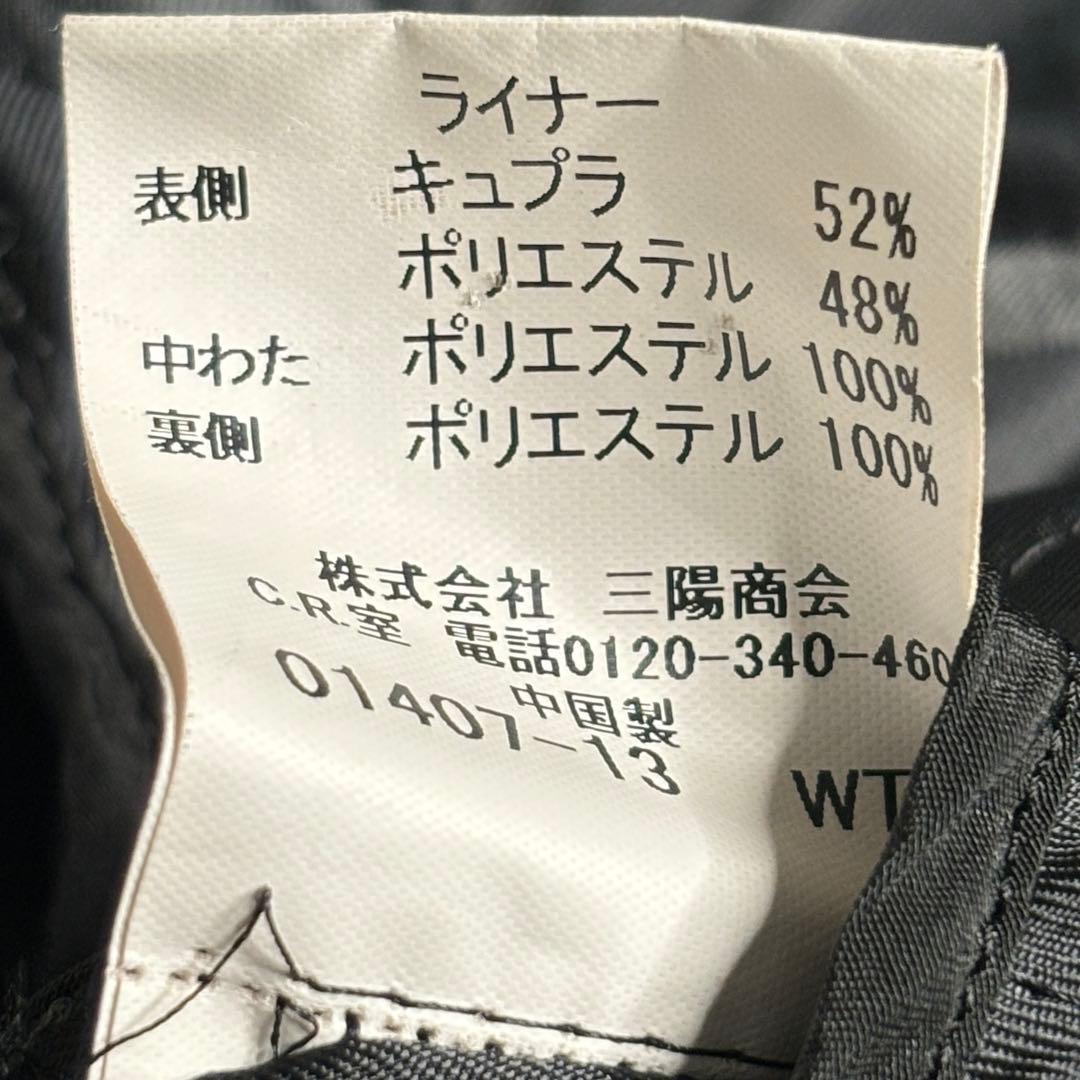 ライナー
表側 キュプラ 52%
ポリエステル 48%
中わた ポリエステル 100%
裏側 ポリエステル 100%
株式会社 三陽商会
C.R.室 電話0120-340-460
中国製
01407-13
WT